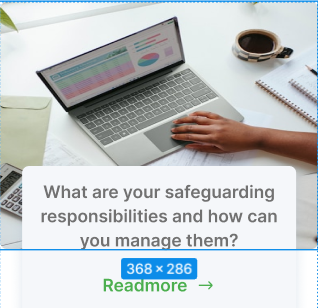 What are your safeguarding
responsibilities and how can
you manage them?
368 × 286
Readmore →